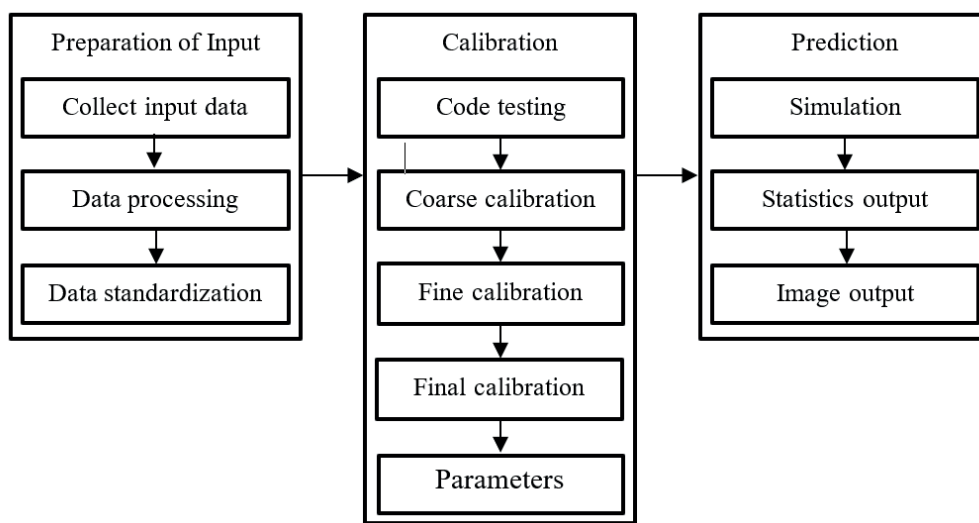 Preparation of Input
Collect input data
Data processing
Data standardization
Calibration
Code testing
Coarse calibration
Fine calibration
Final calibration
Parameters
Prediction
Simulation
Statistics output
Image output